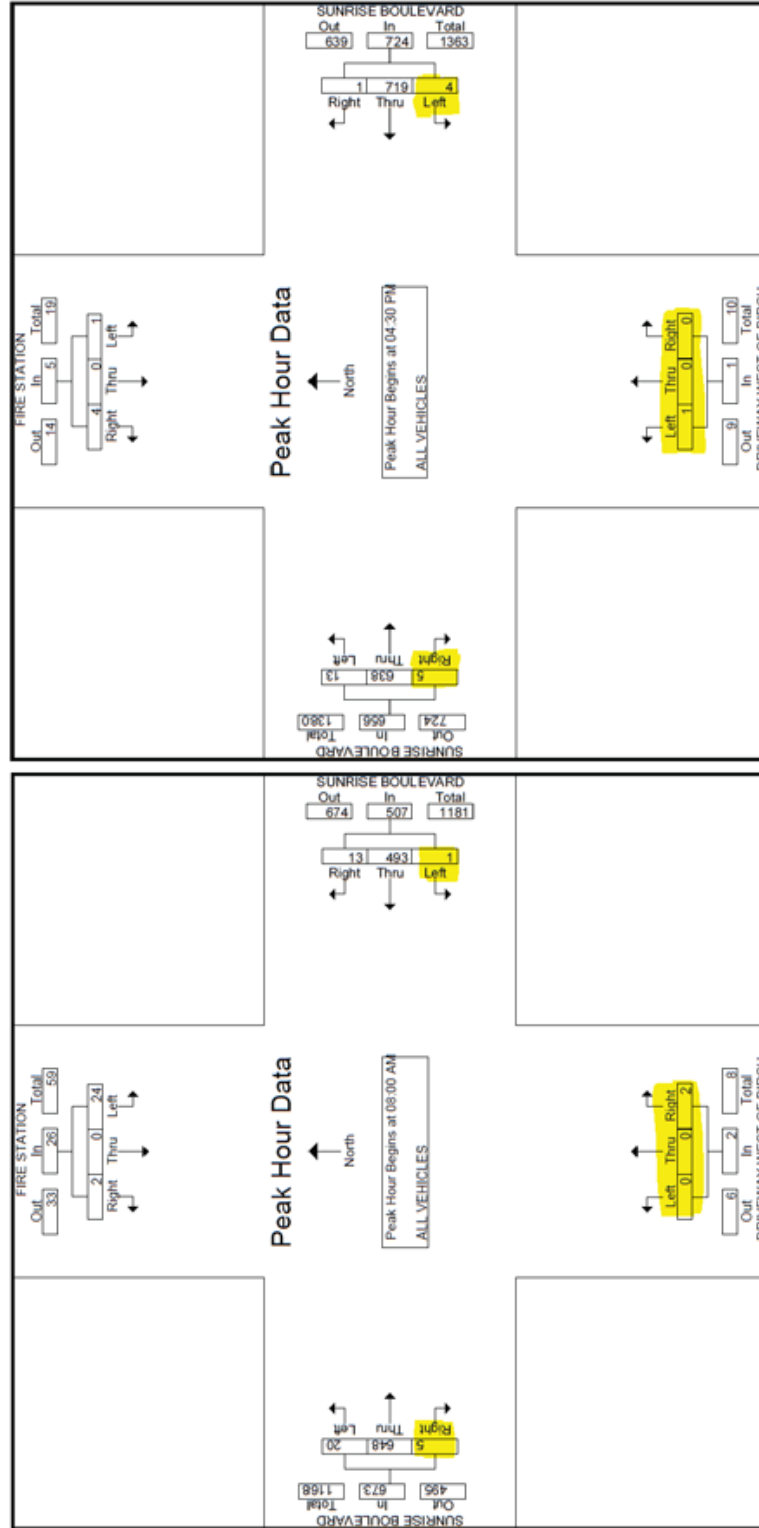 SUNRISE BOULEVARD
Out In Total
639 724 1363
1 719 4
Right Thru Left
FIRE STATION
Out In Total
14 5 19
4 0 1
Right Thru Left
Peak Hour Data
North
Peak Hour Begins at 04:30 PM
ALL VEHICLES
Left Thru Right
1 0 0
9 1 10
Out In Total
Left Thru Right
13 638 5
1380 656 724
Total In Out
SUNRISE BOULEVARD
SUNRISE BOULEVARD
Out In Total
674 507 1181
13 493 1
Right Thru Left
FIRE STATION
Out In Total
33 26 59
2 0 24
Right Thru Left
Peak Hour Data
North
Peak Hour Begins at 08:00 AM
ALL VEHICLES
Left Thru Right
0 0 2
6 2 8
Out In Total
Left Thru Right
20 648 5
1168 673 495
Total In Out
SUNRISE BOULEVARD